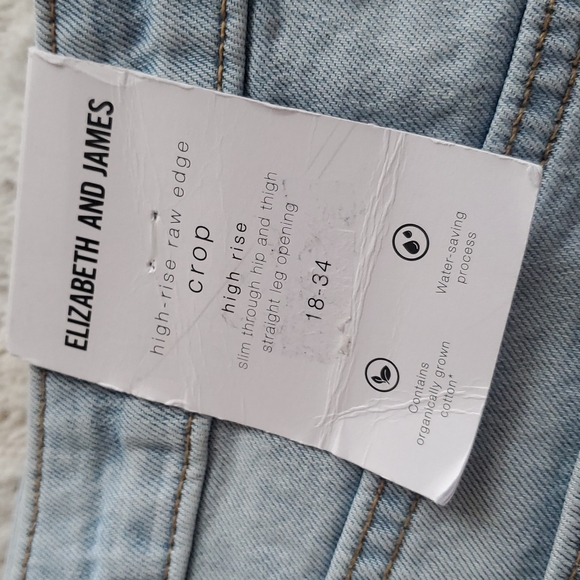 ELIZABETH AND JAMES
high-rise raw edge
crop
high rise
slim through hip and thigh
straight leg opening
18-34
Water-saving
process
Contains
organically grown
cotton*